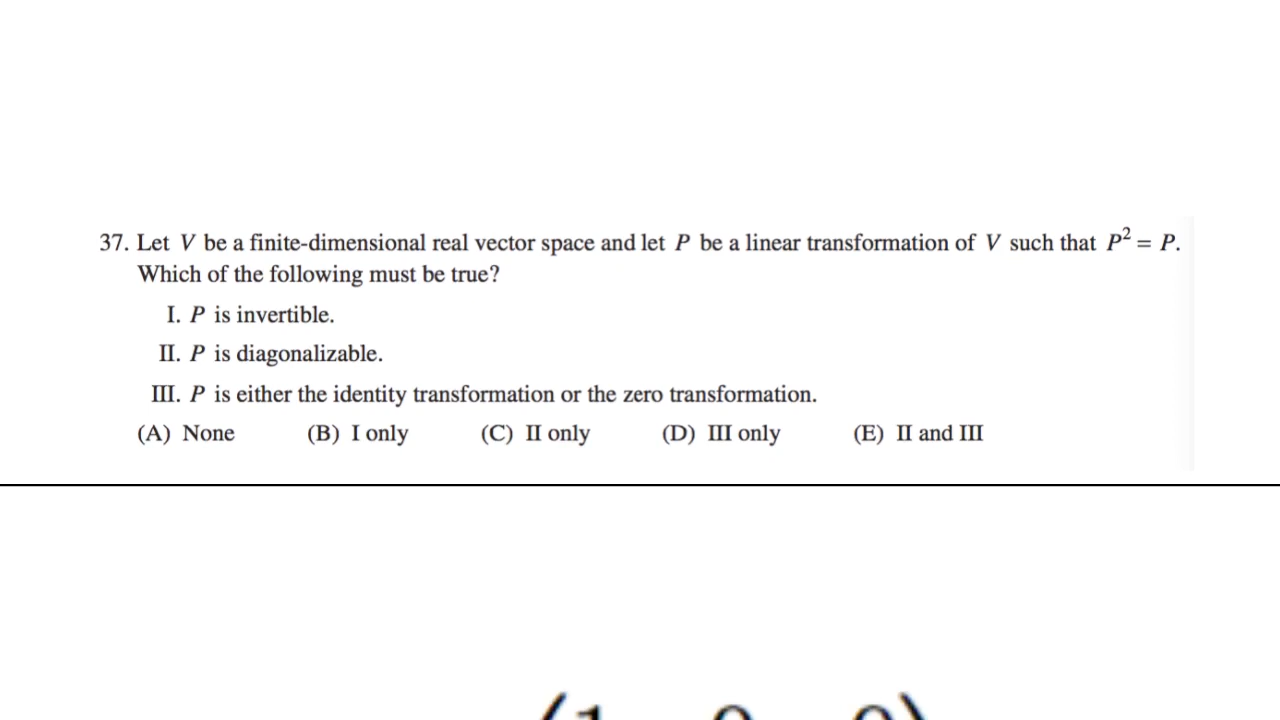 37. Let V be a finite-dimensional real vector space and let P be a linear transformation of V such that P² = P.
Which of the following must be true?
I. P is invertible.
II. P is diagonalizable.
III. P is either the identity transformation or the zero transformation.
(A) None (B) I only (C) II only (D) III only (E) II and III